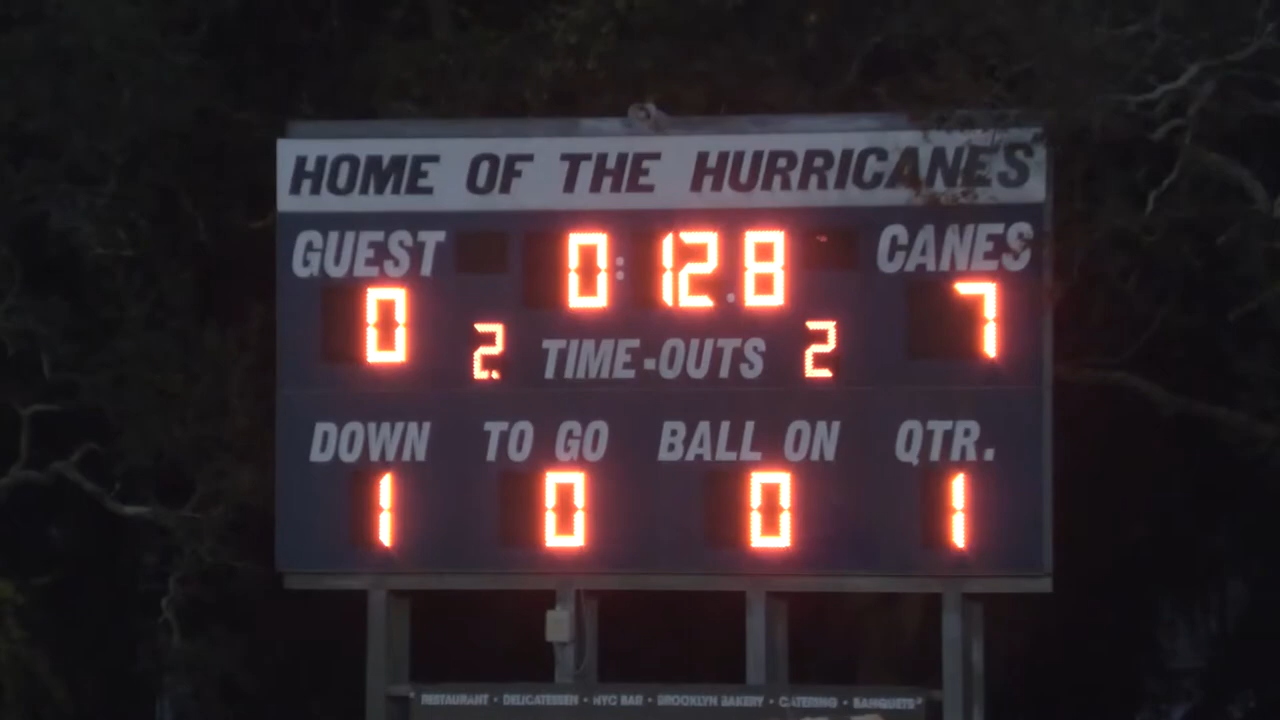 HOME OF THE HURRICANES
GUEST 0:12.8 CANES
0 2 TIME-OUTS 2 7
DOWN TO GO BALL ON QTR.
1 0 0 1
RESTAURANT • DELICATESSEN • NYC BAR • BROOKLYN BAKERY • CATERING • BANQUETS